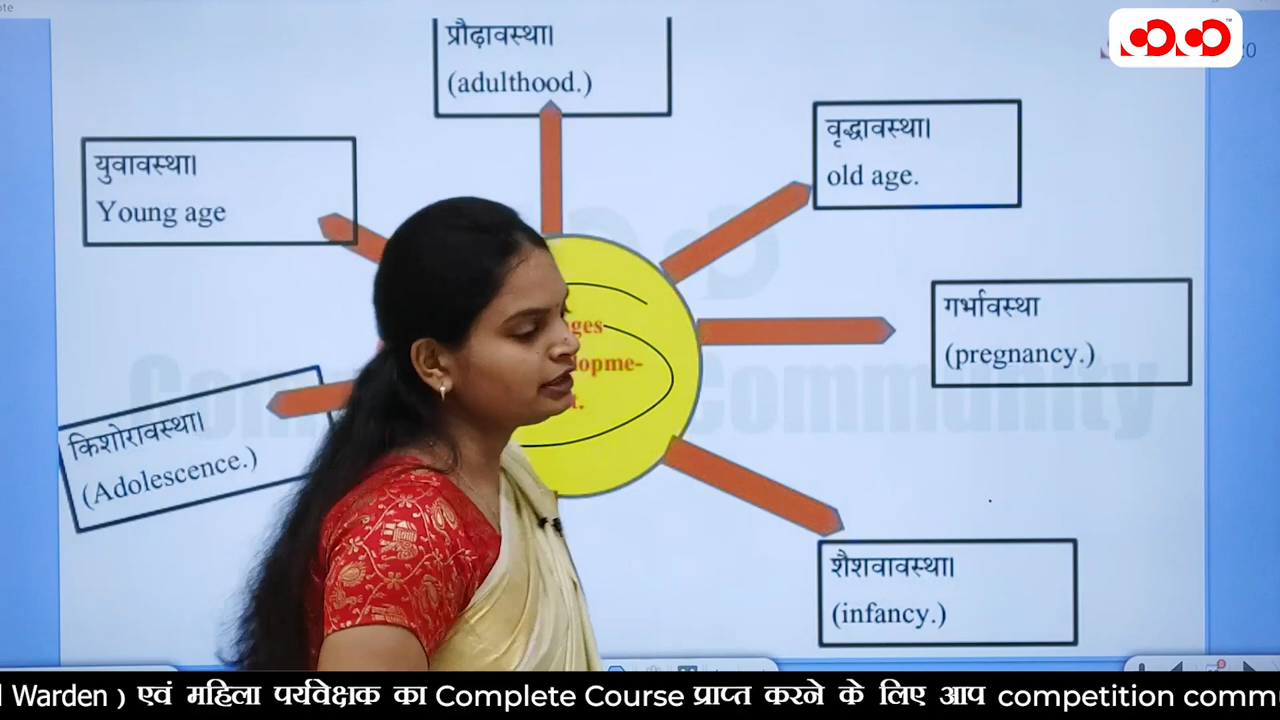 प्रौढ़ावस्था।
(adulthood.)
वृद्धावस्था।
old age.
युवावस्था।
Young age
गर्भावस्था
(pregnancy.)
किशोरावस्था।
(Adolescence.)
शैशवावस्था।
(infancy.)
Community
Warden ) एवं महिला पर्यवेक्षक का Complete Course प्राप्त करने के लिए आप competition comm